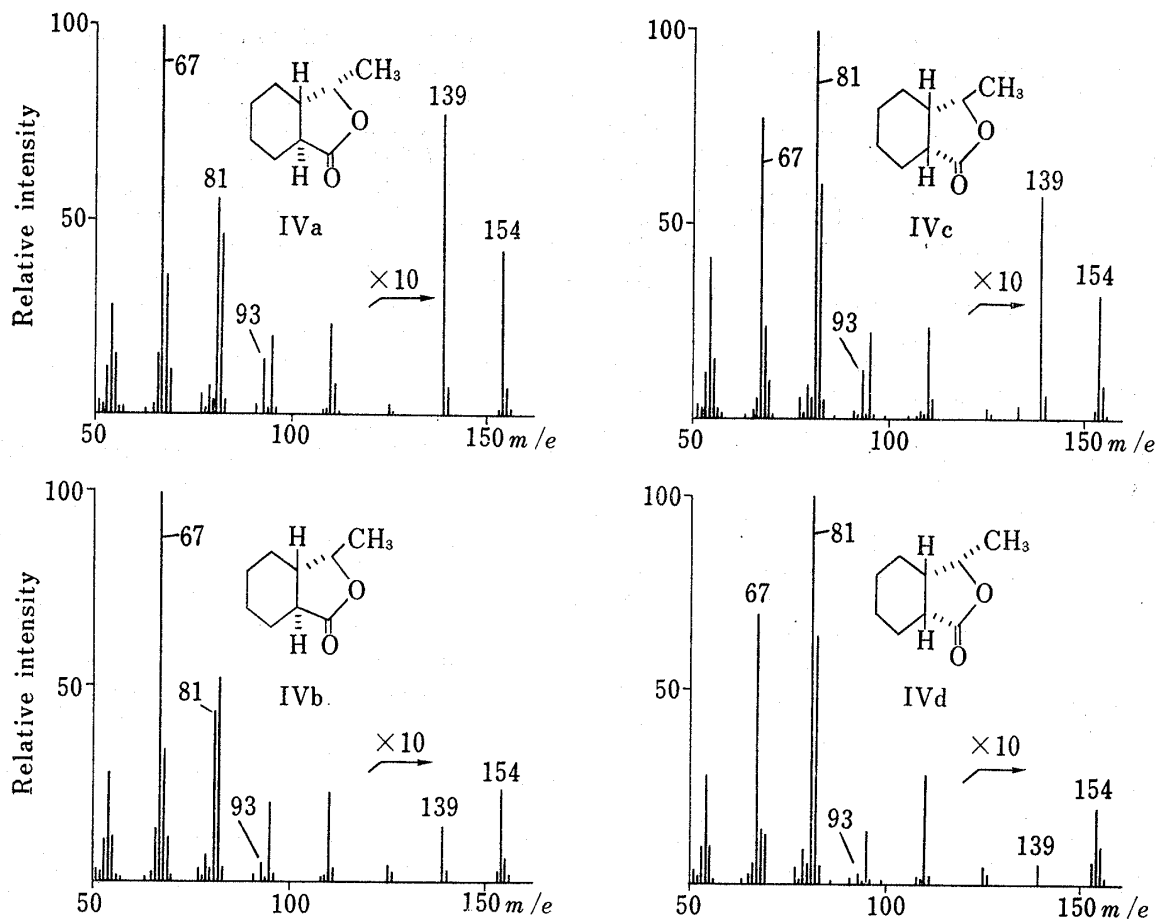 100
50
Relative intensity
50
100
150 m/e
67
81
93
139
154
×10
H
CH₃
O
H
O
IVa
100
50
50
100
150 m/e
67
81
93
139
154
×10
H
CH₃
O
H
O
IVc
100
50
Relative intensity
50
100
150 m/e
67
81
93
139
154
×10
H
CH₃
O
H
O
IVb
100
50
50
100
150 m/e
67
81
93
139
154
×10
H
CH₃
O
H
O
IVd